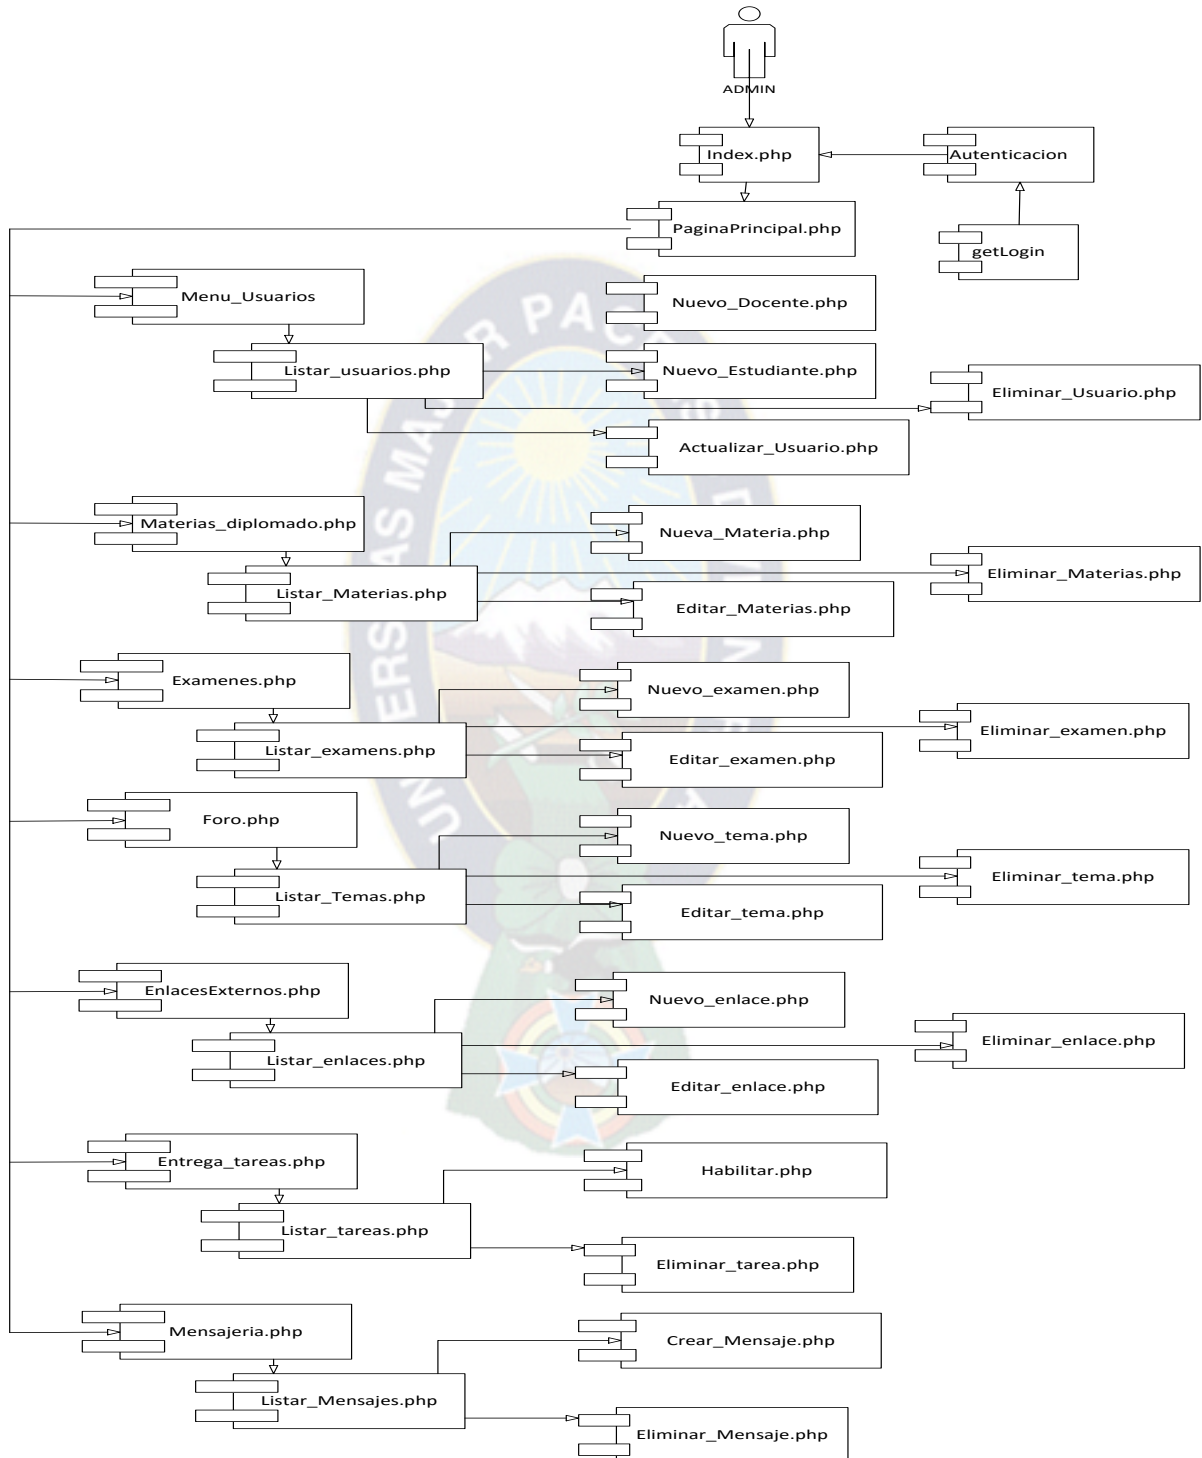 ADMIN
Index.php
Autenticacion
PaginaPrincipal.php
getLogin
Menu_Usuarios
Nuevo_Docente.php
Listar_usuarios.php
Nuevo_Estudiante.php
Eliminar_Usuario.php
Actualizar_Usuario.php
Materias_diplomado.php
Nueva_Materia.php
Listar_Materias.php
Eliminar_Materias.php
Editar_Materias.php
Examenes.php
Nuevo_examen.php
Listar_examens.php
Eliminar_examen.php
Editar_examen.php
Foro.php
Nuevo_tema.php
Listar_Temas.php
Eliminar_tema.php
Editar_tema.php
EnlacesExternos.php
Nuevo_enlace.php
Listar_enlaces.php
Eliminar_enlace.php
Editar_enlace.php
Entrega_tareas.php
Habilitar.php
Listar_tareas.php
Eliminar_tarea.php
Mensajeria.php
Crear_Mensaje.php
Listar_Mensajes.php
Eliminar_Mensaje.php